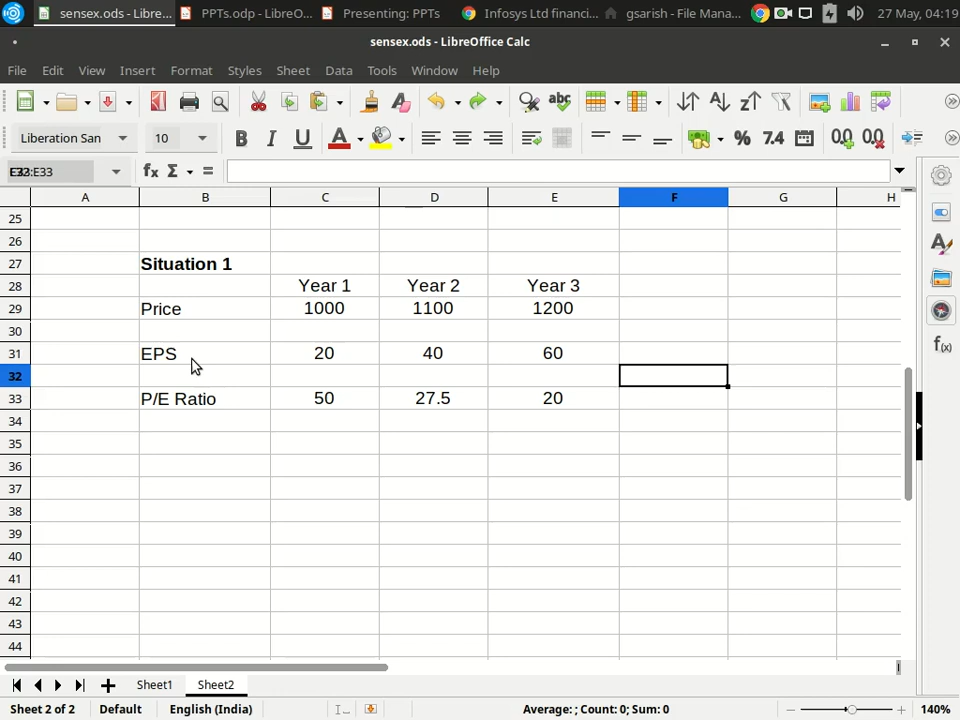 sensex.ods - Libre... PPTs.odp - LibreO... Presenting: PPTS Infosys Ltd financi... gsarish - File Mana... 27 May, 04:19
sensex.ods - LibreOffice Calc
File Edit View Insert Format Styles Sheet Data Tools Window Help
Liberation San 10
A B C D E F G H
25
26
27 Situation 1
28 Year 1 Year 2 Year 3
29 Price 1000 1100 1200
30
31 EPS 20 40 60
32
33 P/E Ratio 50 27.5 20
34
35
36
37
38
39
40
41
42
43
44
Sheet1 Sheet2
Sheet 2 of 2 Default English (India) Average: ; Count: 0; Sum: 0 140%